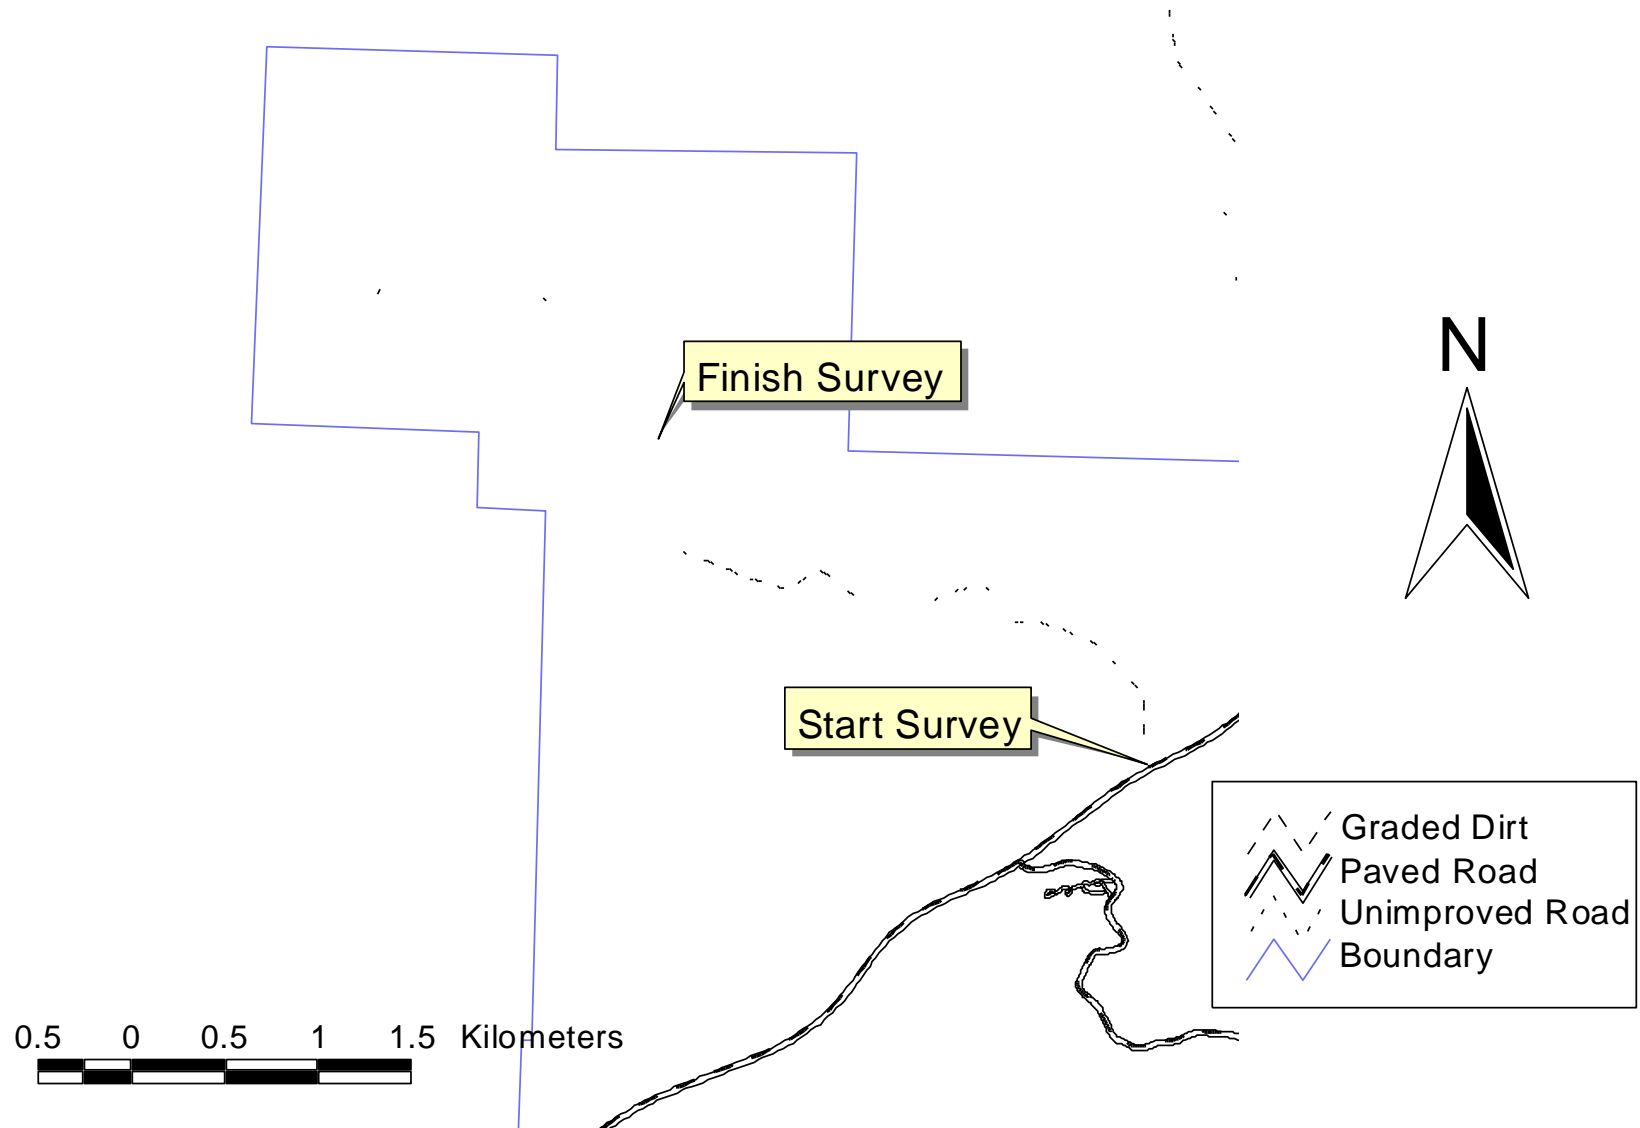 N
Finish Survey
Start Survey
Graded Dirt
Paved Road
Unimproved Road
Boundary
0.5 0 0.5 1 1.5 Kilometers